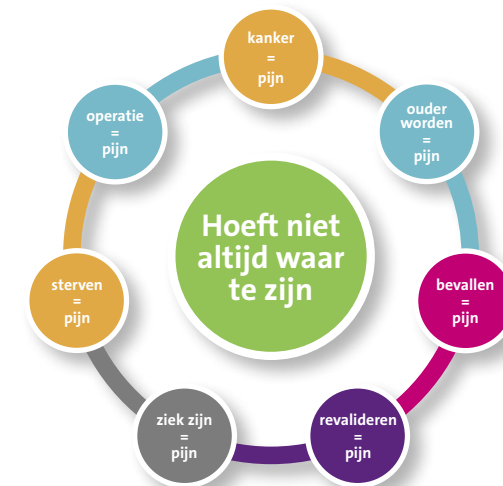 kanker
=
pijn
ouder
worden
=
pijn
operatie
=
pijn
Hoeft niet
altijd waar
te zijn
sterven
=
pijn
bevallen
=
pijn
ziek zijn
=
pijn
revalideren
=
pijn